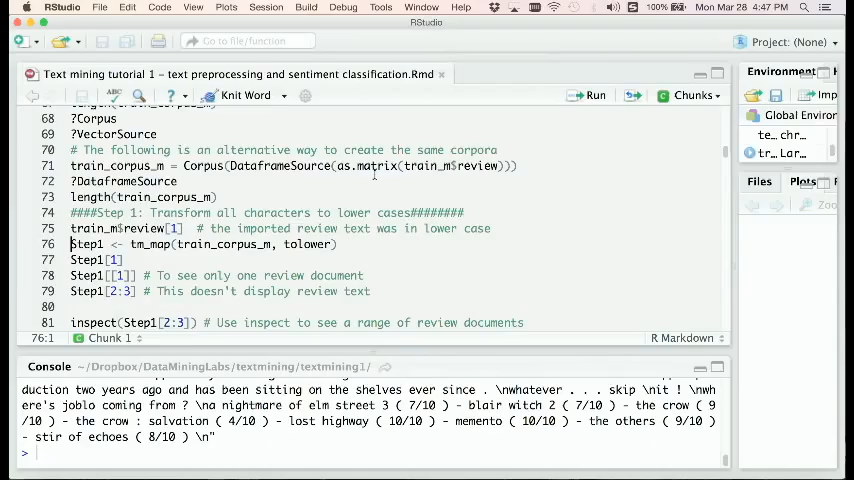 RStudio File Edit Code View Plots Session Build Debug Tools Window Help 100% Mon Mar 28 4:47 PM
RStudio
Go to file/function Project: (None)
Text mining tutorial 1 - text preprocessing and sentiment classification.Rmd
ABC Knit Word Run Chunks
68 ?Corpus
69 ?VectorSource
70 # The following is an alternative way to create the same corpora
71 train_corpus_m = Corpus(DataframeSource(as.matrix(train_m$review)))
72 ?DataframeSource
73 length(train_corpus_m)
74 ####Step 1: Transform all characters to lower cases########
75 train_m$review[1] # the imported review text was in lower case
76 Step1 <- tm_map(train_corpus_m, tolower)
77 Step1[1]
78 Step1[[1]] # To see only one review document
79 Step1[2:3] # This doesn't display review text
80
81 inspect(Step1[2:3]) # Use inspect to see a range of review documents
76:1 Chunk 1 R Markdown
Console ~/Dropbox/DataMiningLabs/textmining/textmining1/
duction two years ago and has been sitting on the shelves ever since . \nwhatever . . . skip \nit ! \nwh
ere's joblo coming from ? \na nightmare of elm street 3 ( 7/10 ) - blair witch 2 ( 7/10 ) - the crow ( 9
/10 ) - the crow : salvation ( 4/10 ) - lost highway ( 10/10 ) - memento ( 10/10 ) - the others ( 9/10 )
- stir of echoes ( 8/10 ) \n"
>
Environment
Imp
Global Environ
te... chr...
tr... Lar...
Files Plots
Zoo